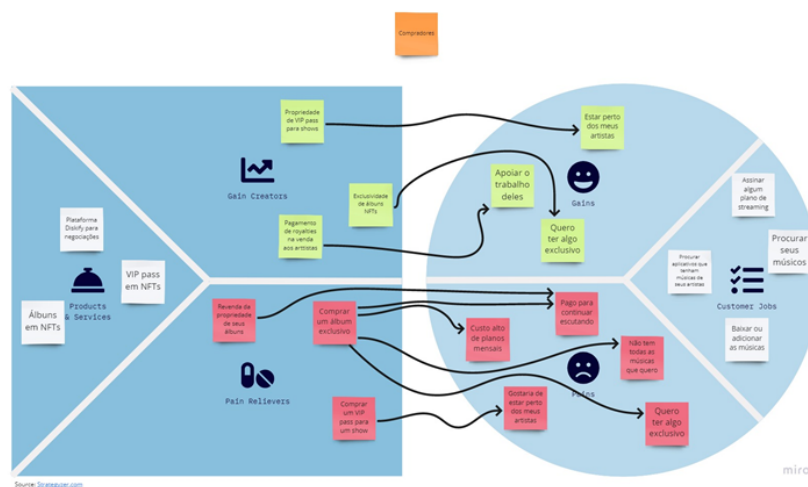 Compradores
Propriedade
de VIP pass
para shows
Gain Creators
Exclusividade
de álbuns
NFTs
Pagamento de
royalties na
venda aos artistas
Plataforma
para
negociações
VIP pass
em NFTs
Álbuns
em NFTs
Products
& Services
Estar perto
dos meus
artistas
Apoiar o
trabalho
deles
Gains
Quero
ter algo
exclusivo
Assinar
algum
plano de
streaming
Procurar
seus
músicos
Procurar
aplicativos que
tenham
músicas de seus
artistas
Customer Jobs
Baixar ou
adicionar
as músicas
Revenda da
propriedade
de seus
álbuns
Comprar
um álbum
exclusivo
Pain Relievers
Comprar
um VIP
pass para
um show
Pago para
continuar
escutando
Custo alto
de planos
mensais
Não tem
todas as
músicas
que quero
Pains
Gostaria de
estar perto
dos meus
artistas
Quero
ter algo
exclusivo
miro
Source: Strategyzer.com